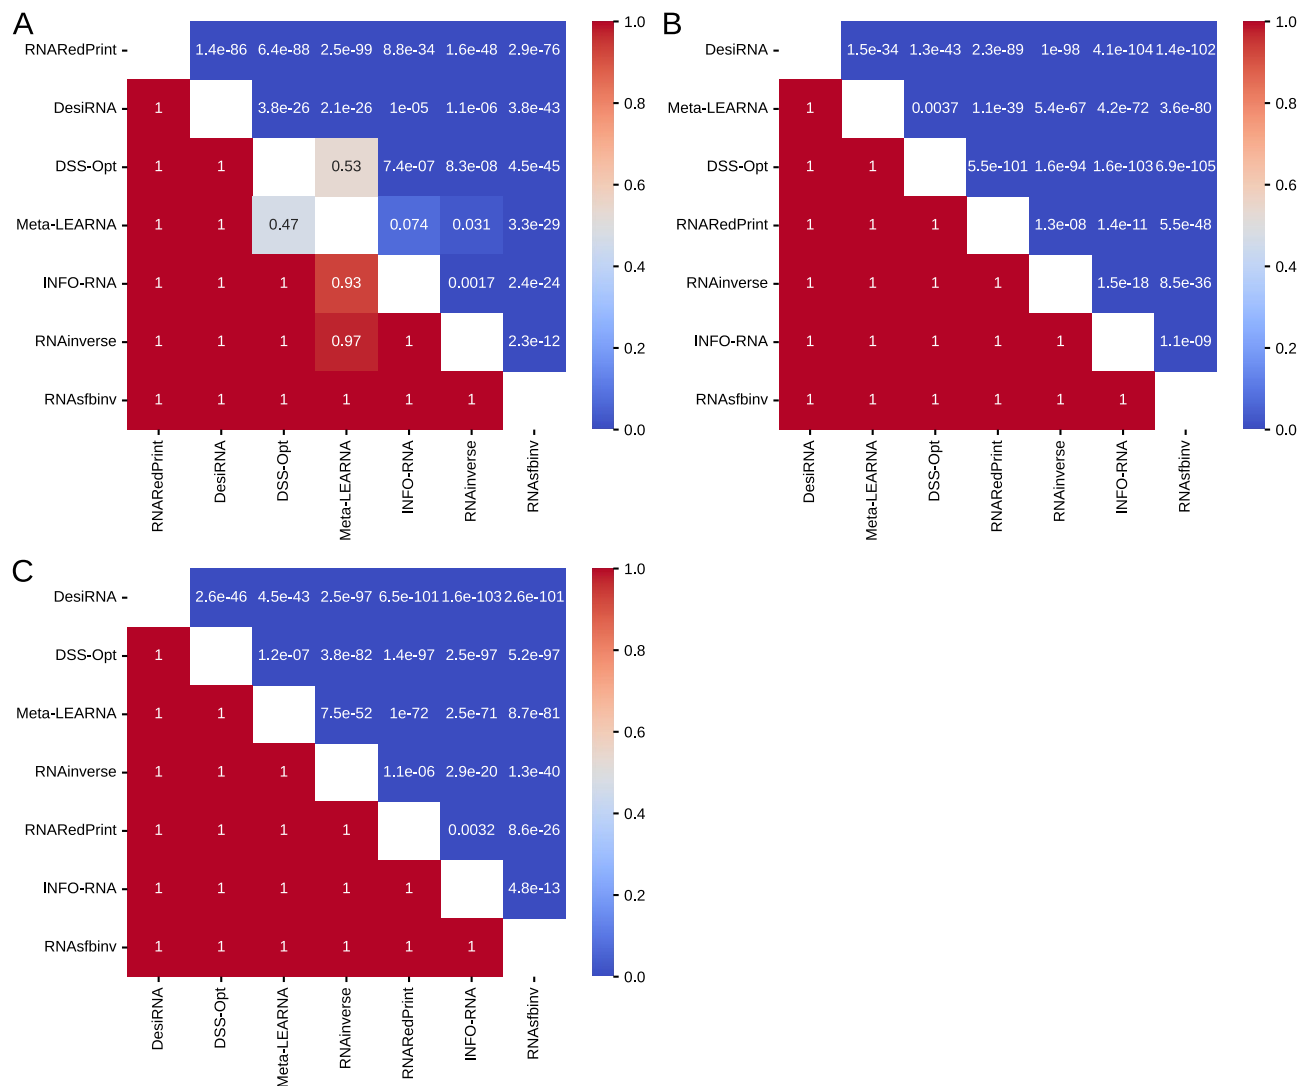 A
RNARedPrint 1.4e-86 6.4e-88 2.5e-99 8.8e-34 1.6e-48 2.9e-76
DesiRNA 1 3.8e-26 2.1e-26 1e-05 1.1e-06 3.8e-43
DSS-Opt 1 1 0.53 7.4e-07 8.3e-08 4.5e-45
Meta-LEARNA 1 1 0.47 0.074 0.031 3.3e-29
INFO-RNA 1 1 1 0.93 0.0017 2.4e-24
RNAinverse 1 1 1 0.97 1 2.3e-12
RNAsfbinv 1 1 1 1 1 1
RNARedPrint DesiRNA DSS-Opt Meta-LEARNA INFO-RNA RNAinverse RNAsfbinv
1.0
0.8
0.6
0.4
0.2
0.0
B
DesiRNA 1.5e-34 1.3e-43 2.3e-89 1e-98 4.1e-104 1.4e-102
Meta-LEARNA 1 0.0037 1.1e-39 5.4e-67 4.2e-72 3.6e-80
DSS-Opt 1 1 5.5e-101 1.6e-94 1.6e-103 6.9e-105
RNARedPrint 1 1 1 1.3e-08 1.4e-11 5.5e-48
RNAinverse 1 1 1 1 1.5e-18 8.5e-36
INFO-RNA 1 1 1 1 1 1.1e-09
RNAsfbinv 1 1 1 1 1 1
DesiRNA Meta-LEARNA DSS-Opt RNARedPrint RNAinverse INFO-RNA RNAsfbinv
1.0
0.8
0.6
0.4
0.2
0.0
C
DesiRNA 2.6e-46 4.5e-43 2.5e-97 6.5e-101 1.6e-103 2.6e-101
DSS-Opt 1 1.2e-07 3.8e-82 1.4e-97 2.5e-97 5.2e-97
Meta-LEARNA 1 1 7.5e-52 1e-72 2.5e-71 8.7e-81
RNAinverse 1 1 1 1.1e-06 2.9e-20 1.3e-40
RNARedPrint 1 1 1 1 0.0032 8.6e-26
INFO-RNA 1 1 1 1 1 4.8e-13
RNAsfbinv 1 1 1 1 1 1
DesiRNA DSS-Opt Meta-LEARNA RNAinverse RNARedPrint INFO-RNA RNAsfbinv
1.0
0.8
0.6
0.4
0.2
0.0